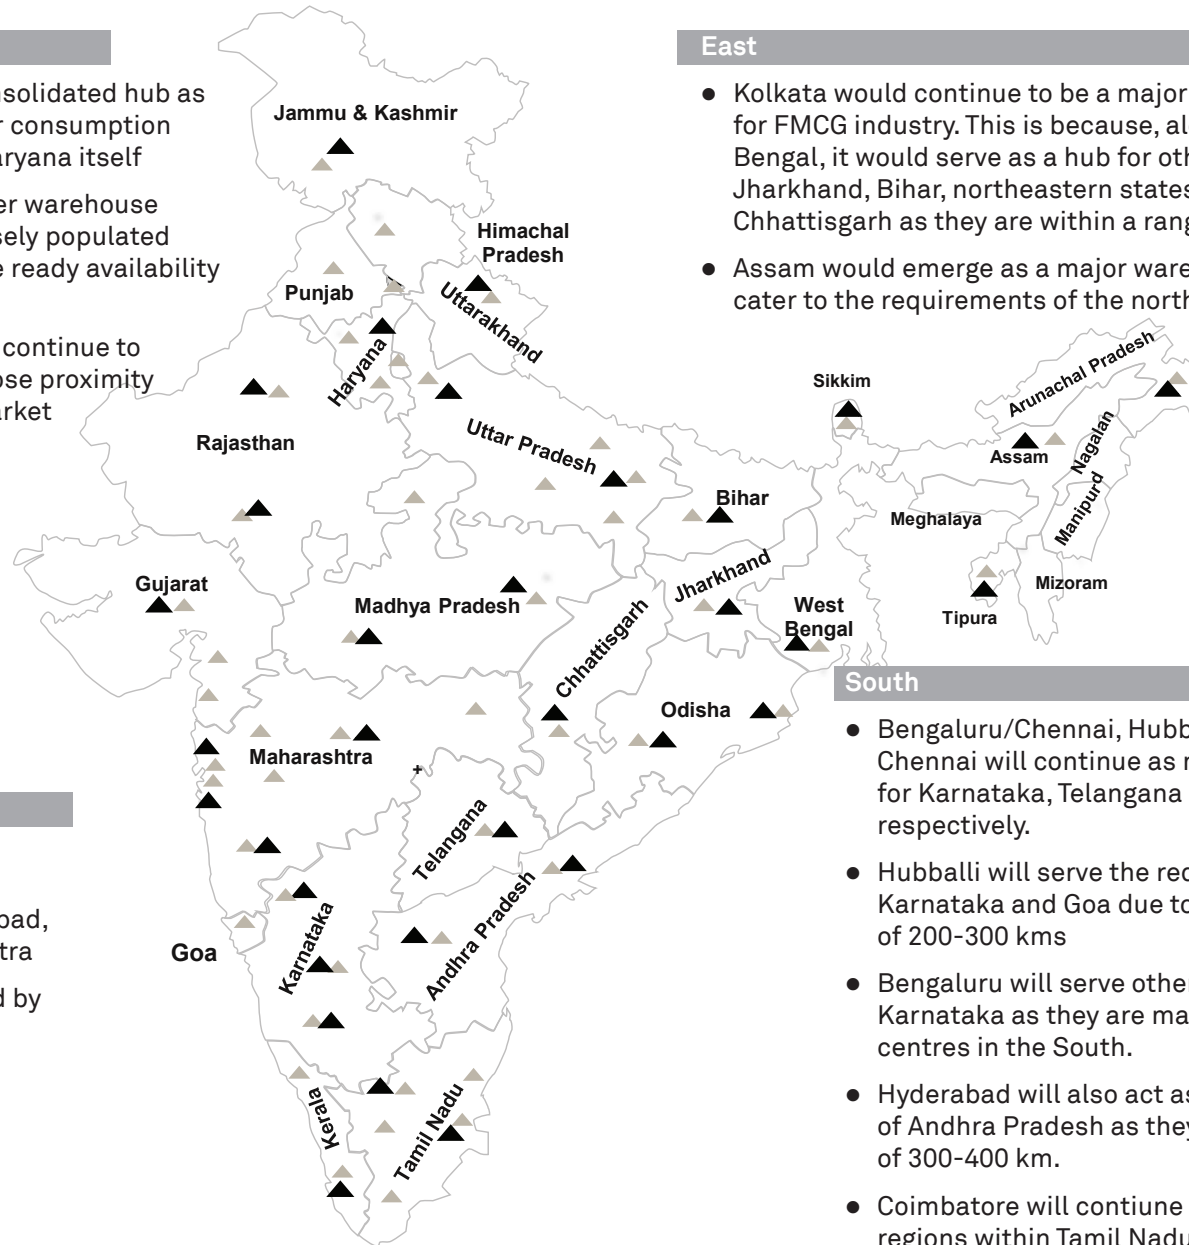 nsolidated hub as
r consumption
aryana itself
er warehouse
sely populated
e ready availability
continue to
ose proximity
arket
bad,
tra
d by
Jammu & Kashmir
Himachal
Pradesh
Punjab
Uttarakhand
Haryana
Rajasthan
Uttar Pradesh
Bihar
Sikkim
Arunachal Pradesh
Assam
Nagalan
Manipurd
Meghalaya
Mizoram
Tipura
Gujarat
Madhya Pradesh
Jharkhand
West
Bengal
Chhattisgarh
Odisha
Maharashtra
Telangana
Andhra Pradesh
Goa
Karnataka
Kerala
Tamil Nadu
East
● Kolkata would continue to be a major
for FMCG industry. This is because, al
Bengal, it would serve as a hub for oth
Jharkhand, Bihar, northeastern states
Chhattisgarh as they are within a rang
● Assam would emerge as a major ware
cater to the requirements of the north
South
● Bengaluru/Chennai, Hubb
Chennai will continue as r
for Karnataka, Telangana
respectively.
● Hubballi will serve the rec
Karnataka and Goa due to
of 200-300 kms
● Bengaluru will serve other
Karnataka as they are ma
centres in the South.
● Hyderabad will also act as
of Andhra Pradesh as they
of 300-400 km.
● Coimbatore will contiune
regions within Tamil Nadu